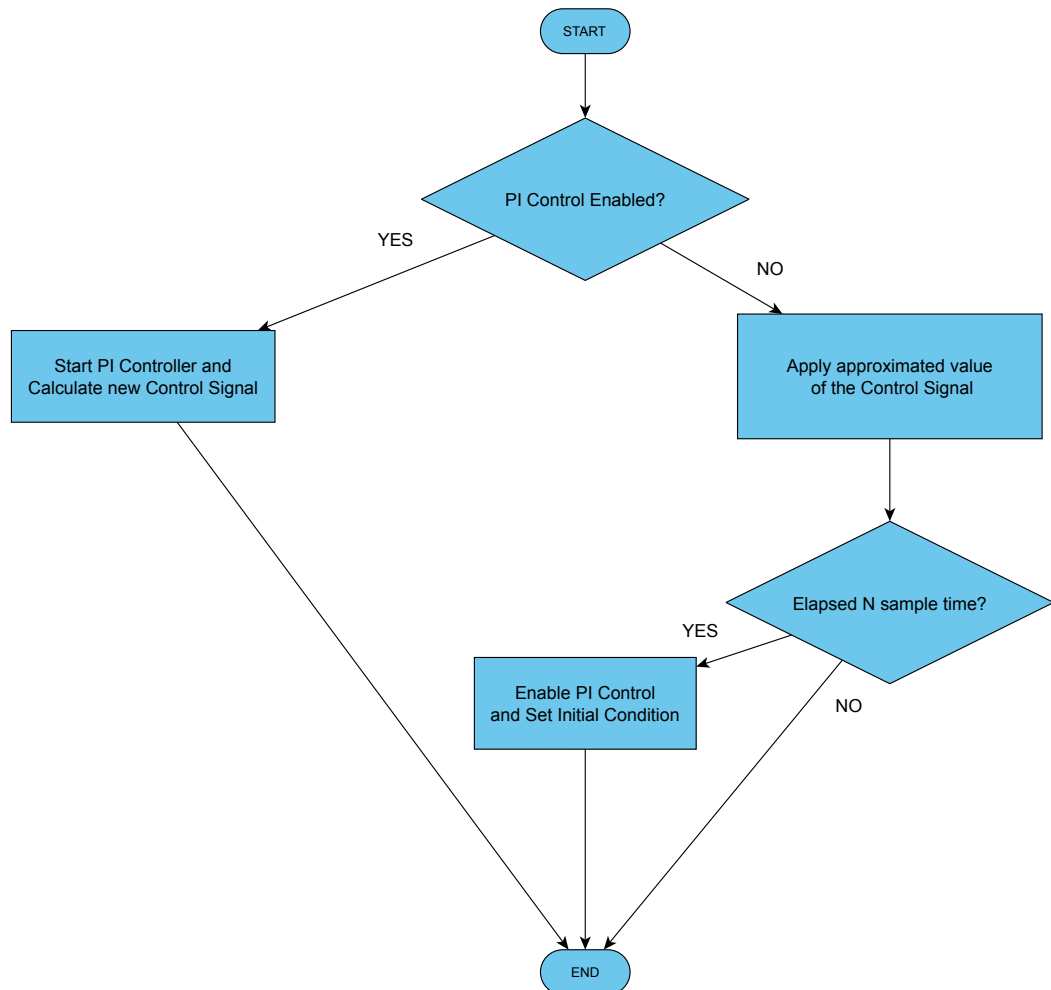 START
PI Control Enabled?
YES
NO
Start PI Controller and
Calculate new Control Signal
Apply approximated value
of the Control Signal
Elapsed N sample time?
YES
Enable PI Control
and Set Initial Condition
NO
END